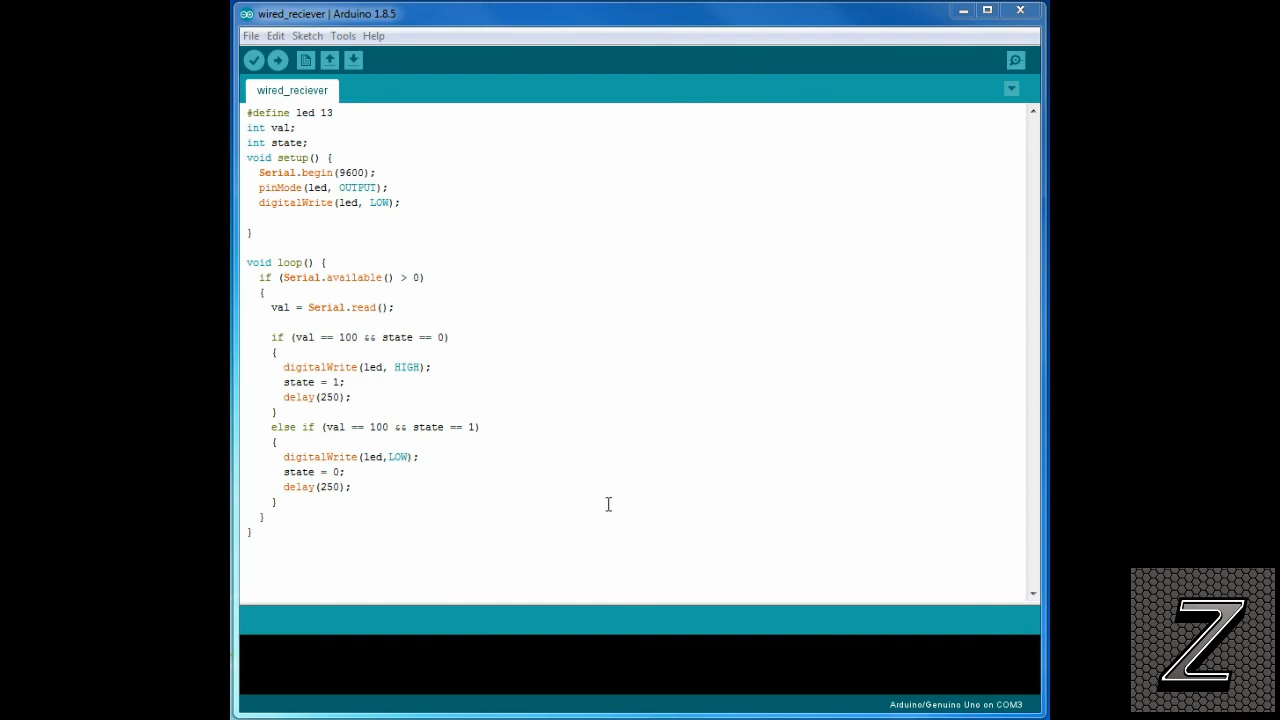 wired_reciever | Arduino 1.8.5
File Edit Sketch Tools Help
wired_reciever
#define led 13
int val;
int state;
void setup() {
  Serial.begin(9600);
  pinMode(led, OUTPUT);
  digitalWrite(led, LOW);
}
void loop() {
  if (Serial.available() > 0)
  {
    val = Serial.read();
    if (val == 100 && state == 0)
    {
      digitalWrite(led, HIGH);
      state = 1;
      delay(250);
    }
    else if (val == 100 && state == 1)
    {
      digitalWrite(led,LOW);
      state = 0;
      delay(250);
    }
  }
}
Arduino/Genuino Uno on COM3
Z